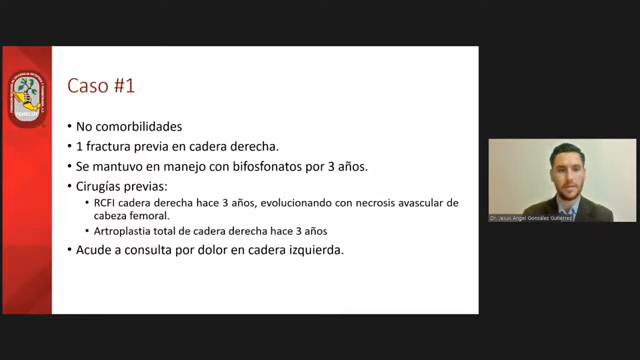 Caso #1
• No comorbilidades
• 1 fractura previa en cadera derecha.
• Se mantuvo en manejo con bifosfonatos por 3 años.
• Cirugías previas:
• RCFI cadera derecha hace 3 años, evolucionando con necrosis avascular de
cabeza femoral.
• Artroplastia total de cadera derecha hace 3 años
• Acude a consulta por dolor en cadera izquierda.
Dr. Jesús Angel González Gutiérrez